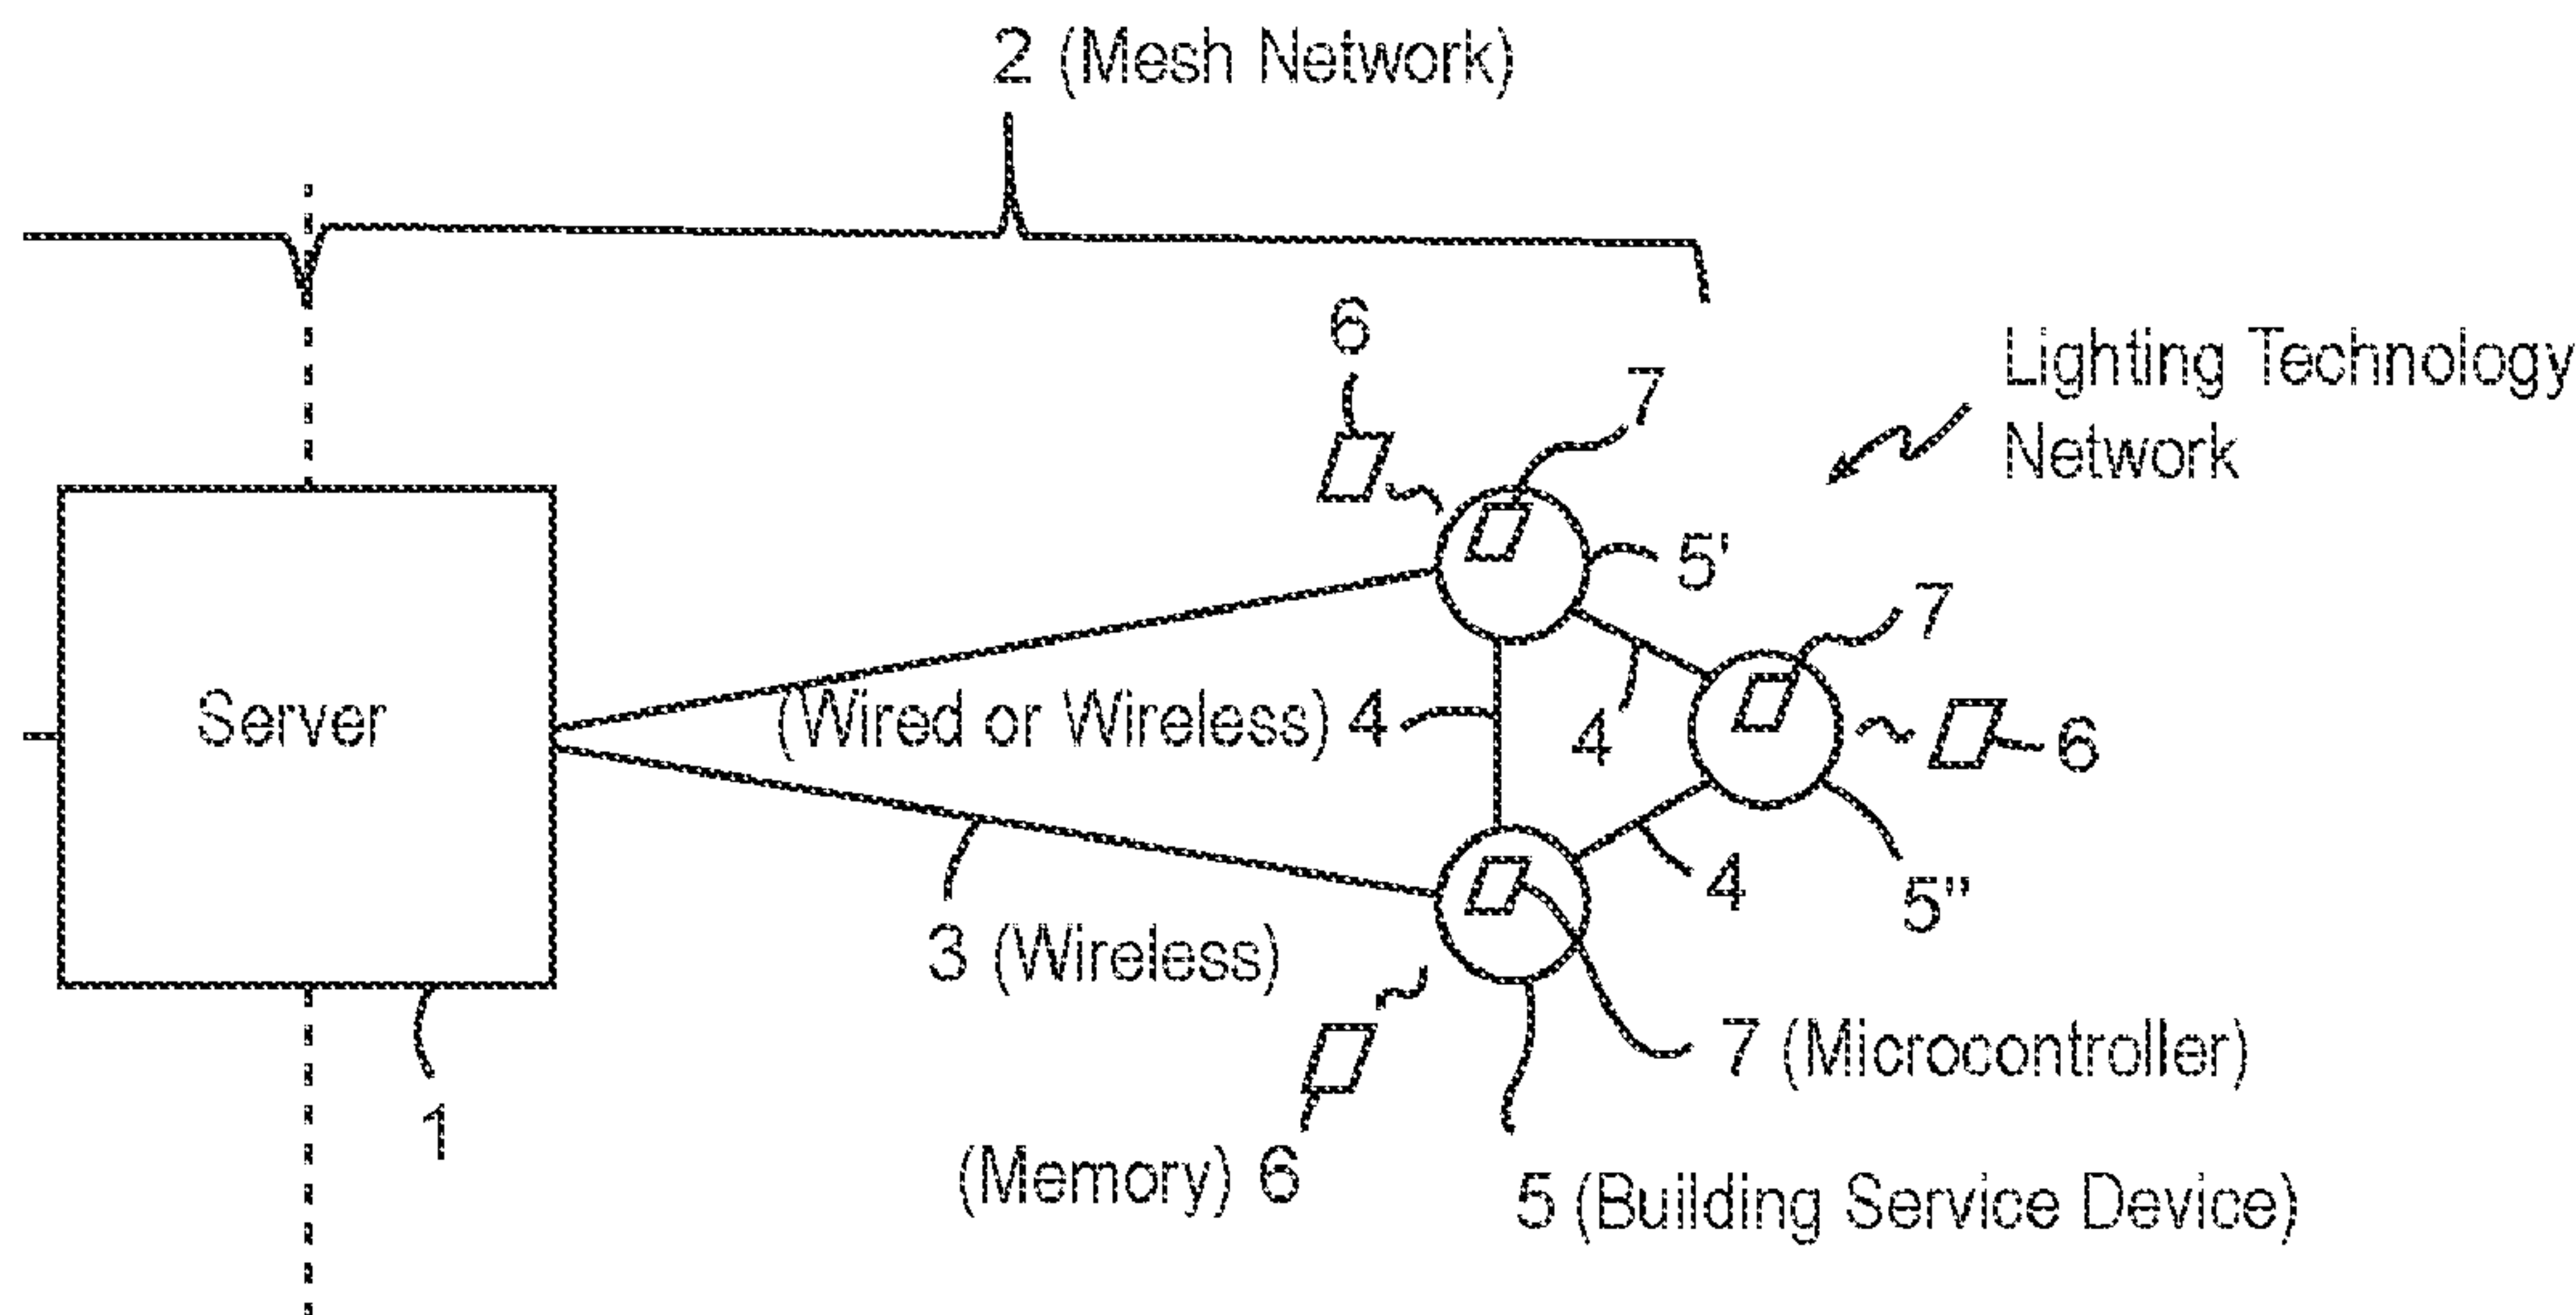 2 (Mesh Network)
6
7
Lighting Technology
Network
5'
7
Server
(Wired or Wireless) 4
4
6
4
5"
3 (Wireless)
7 (Microcontroller)
1
(Memory) 6
5 (Building Service Device)